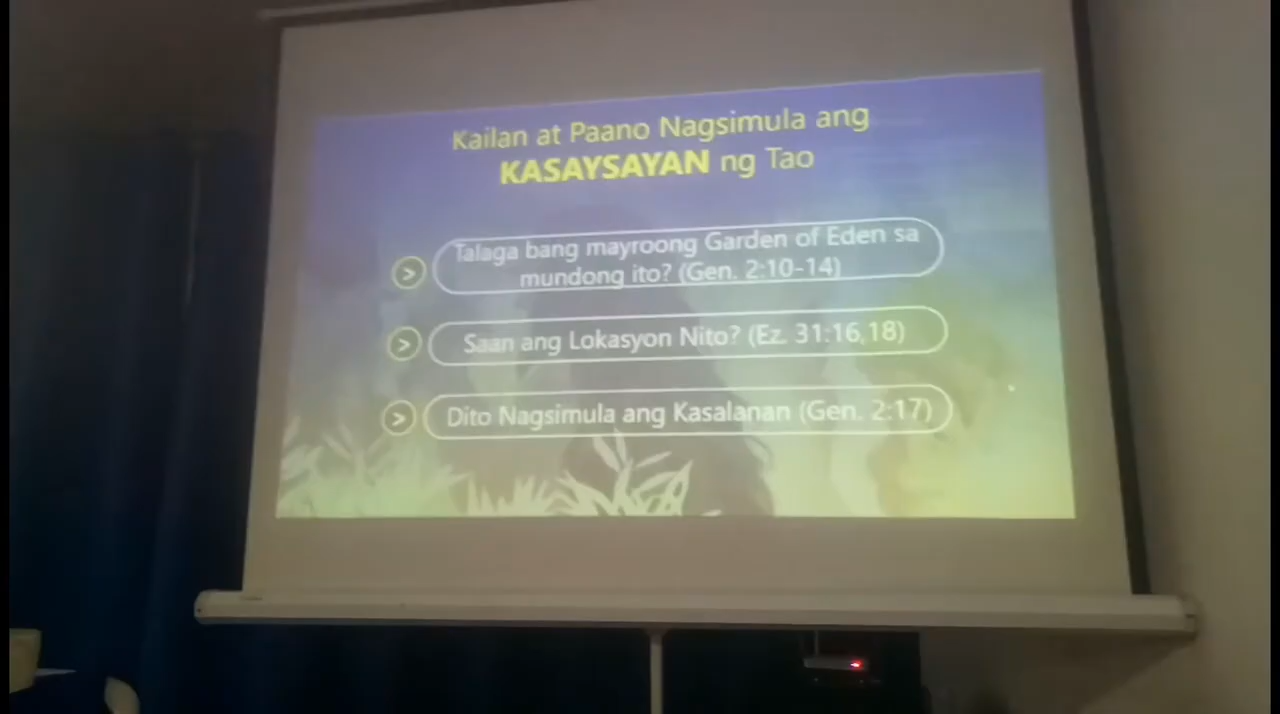 Kailan at Paano Nagsimula ang
KASAYSAYAN ng Tao
Talaga bang mayroong Garden of Eden sa
mundong ito? (Gen. 2:10-14)
Saan ang Lokasyon Nito? (Ez. 31:16,18)
Dito Nagsimula ang Kasalanan (Gen. 2:17)